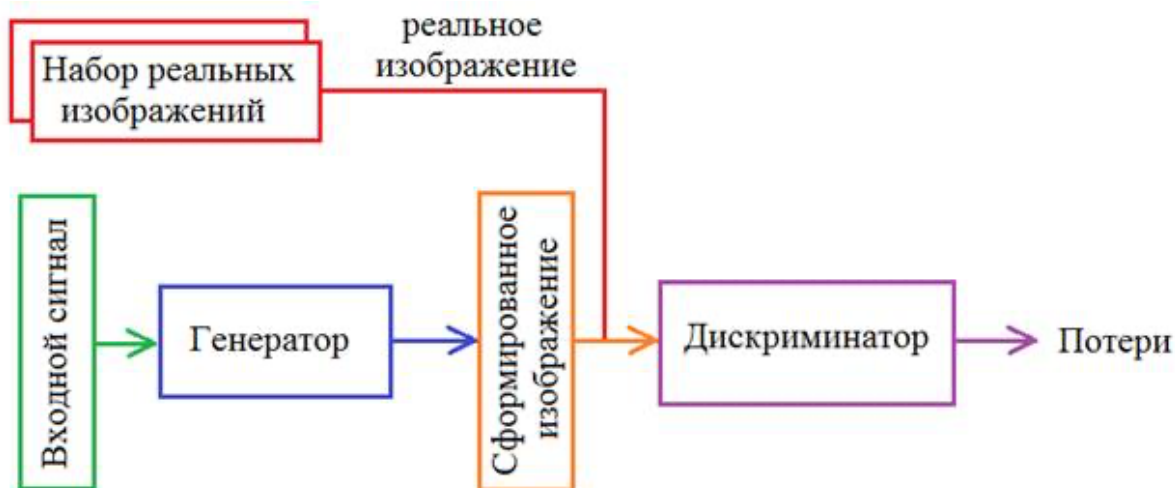 реальное
изображение
Набор реальных
изображений
Входной сигнал
Генератор
Сформированное
изображение
Дискриминатор
Потери